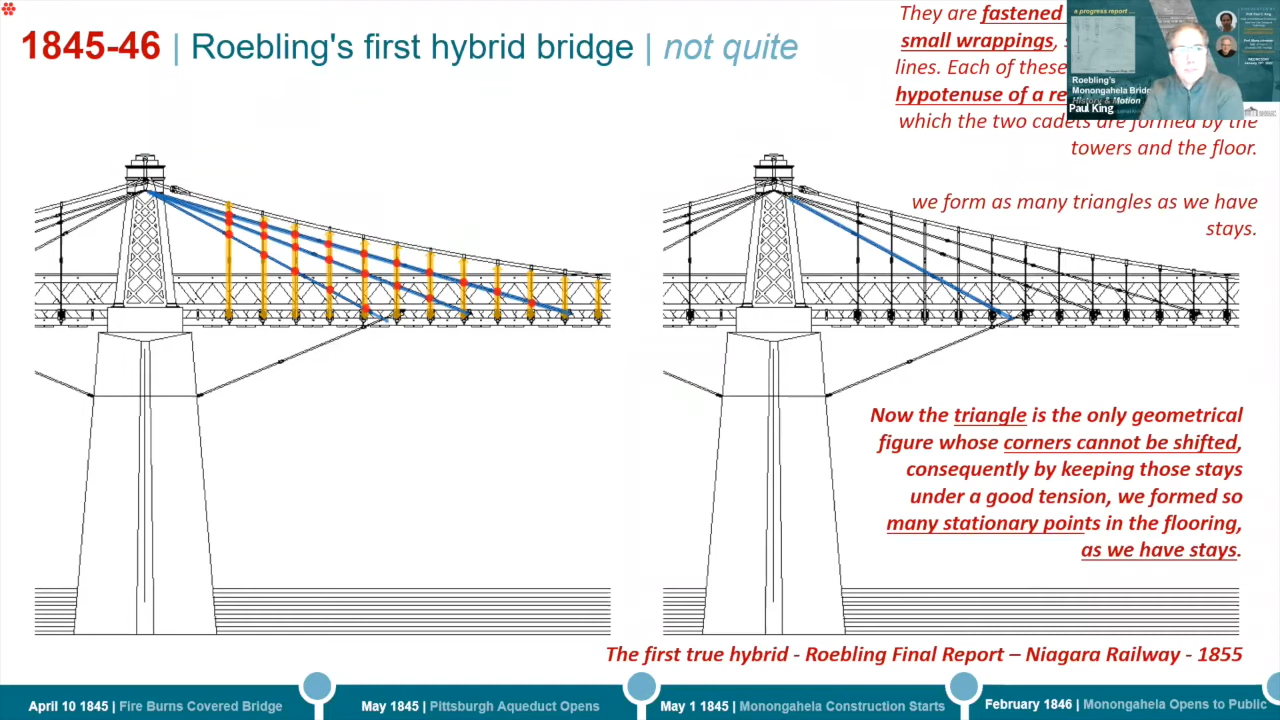 1845-46 | Roebling's first hybrid bridge | not quite
They are fastened
small wrappings,
lines. Each of these
hypotenuse of a
which the two cadets are formed by the
towers and the floor.
we form as many triangles as we have
stays.
a progress report ...
Roebling's
Monongahela
History & Motion
Paul King
Now the triangle is the only geometrical
figure whose corners cannot be shifted,
consequently by keeping those stays
under a good tension, we formed so
many stationary points in the flooring,
as we have stays.
The first true hybrid - Roebling Final Report – Niagara Railway - 1855
April 10 1845 | Fire Burns Covered Bridge
May 1845 | Pittsburgh Aqueduct Opens
May 1 1845 | Monongahela Construction Starts
February 1846 | Monongahela Opens to Public